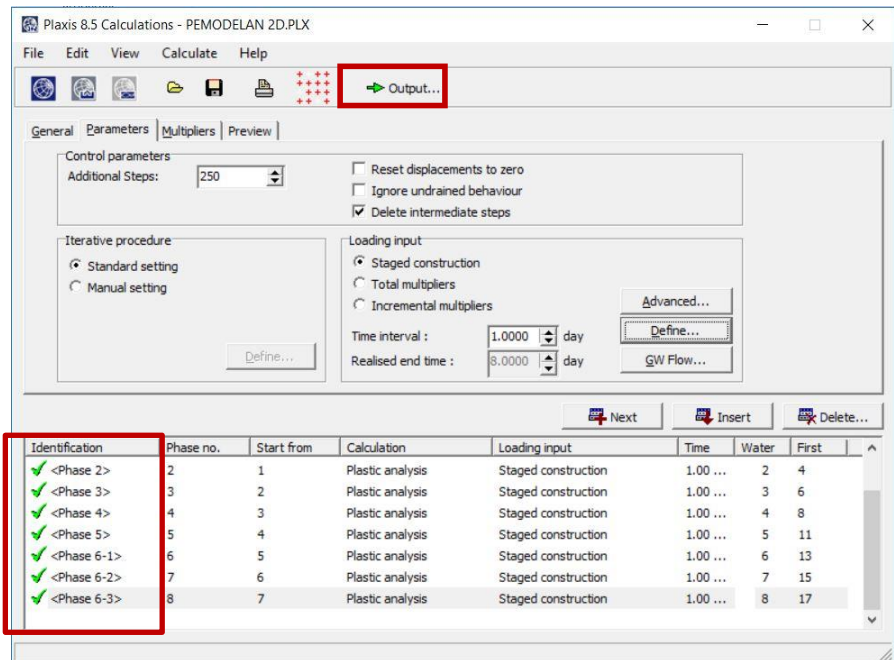 Plaxis 8.5 Calculations - PEMODELAN 2D.PLX
File Edit View Calculate Help
Output...
General Parameters Multipliers Preview
Control parameters
Additional Steps: 250
Reset displacements to zero
Ignore undrained behaviour
Delete intermediate steps
Iterative procedure
Standard setting
Manual setting
Define...
Loading input
Staged construction
Total multipliers
Incremental multipliers
Advanced...
Time interval : 1.0000 day Define...
Realised end time : 8.0000 day GW Flow...
Next Insert Delete...
Identification Phase no. Start from Calculation Loading input Time Water First
<Phase 2> 2 1 Plastic analysis Staged construction 1.00 ... 2 4
<Phase 3> 3 2 Plastic analysis Staged construction 1.00 ... 3 6
<Phase 4> 4 3 Plastic analysis Staged construction 1.00 ... 4 8
<Phase 5> 5 4 Plastic analysis Staged construction 1.00 ... 5 11
<Phase 6-1> 6 5 Plastic analysis Staged construction 1.00 ... 6 13
<Phase 6-2> 7 6 Plastic analysis Staged construction 1.00 ... 7 15
<Phase 6-3> 8 7 Plastic analysis Staged construction 1.00 ... 8 17